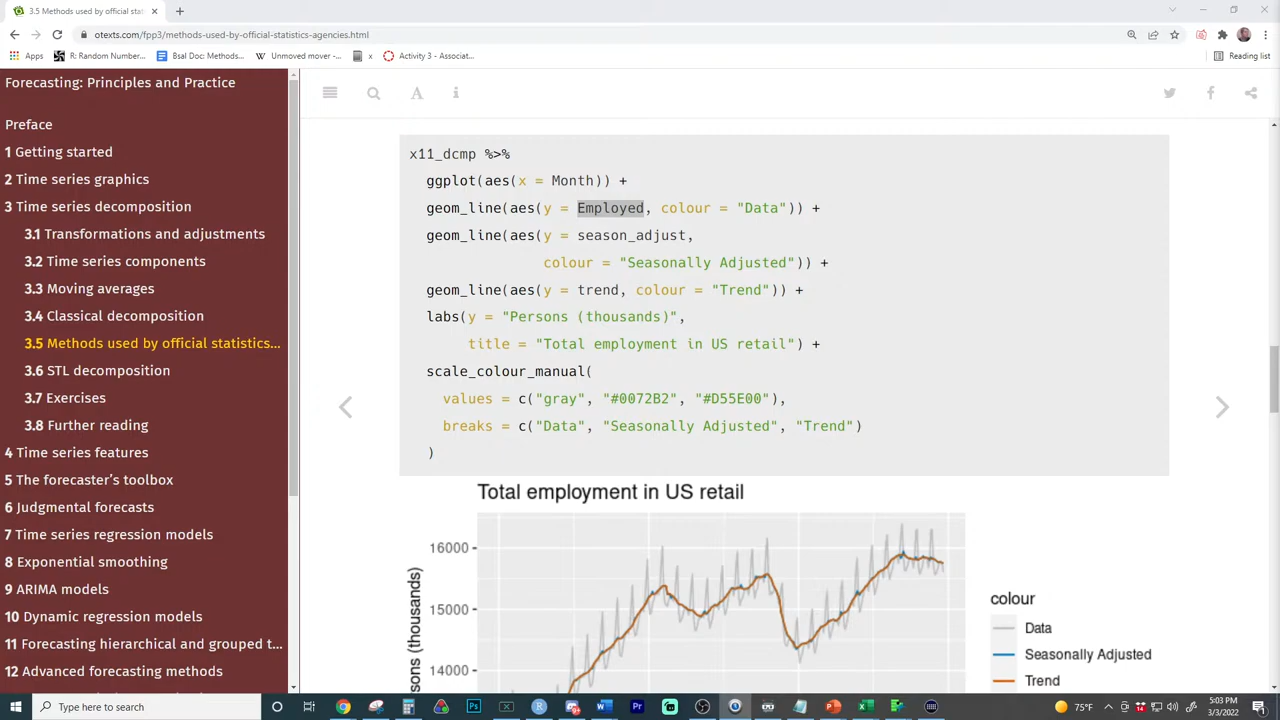 3.5 Methods used by official statis
otexts.com/fpp3/methods-used-by-official-statistics-agencies.html
Apps
R: Random Number...
Bsal Doc: Methods...
Unmoved mover -...
x
Activity 3 - Associat...
Reading list
Forecasting: Principles and Practice
Preface
1 Getting started
2 Time series graphics
3 Time series decomposition
3.1 Transformations and adjustments
3.2 Time series components
3.3 Moving averages
3.4 Classical decomposition
3.5 Methods used by official statistics...
3.6 STL decomposition
3.7 Exercises
3.8 Further reading
4 Time series features
5 The forecaster's toolbox
6 Judgmental forecasts
7 Time series regression models
8 Exponential smoothing
9 ARIMA models
10 Dynamic regression models
11 Forecasting hierarchical and grouped t...
12 Advanced forecasting methods
x11_dcmp %>%
ggplot(aes(x = Month)) +
geom_line(aes(y = Employed, colour = "Data")) +
geom_line(aes(y = season_adjust,
colour = "Seasonally Adjusted")) +
geom_line(aes(y = trend, colour = "Trend")) +
labs(y = "Persons (thousands)",
title = "Total employment in US retail") +
scale_colour_manual(
values = c("gray", "#0072B2", "#D55E00"),
breaks = c("Data", "Seasonally Adjusted", "Trend")
)
Total employment in US retail
16000
15000
14000
sons (thousands)
colour
Data
Seasonally Adjusted
Trend
Type here to search
75°F
5:03 PM
3/3/2022